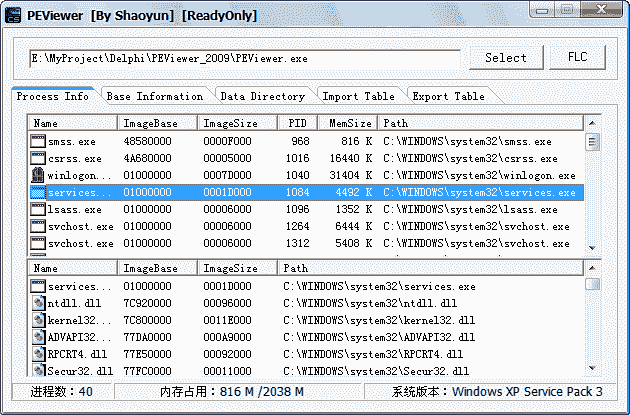 PEViewer [By Shaoyun] [ReadyOnly]
E:\MyProject\Delphi\PEViewer_2009\PEViewer.exe Select FLC
Process Info Base Information Data Directory Import Table Export Table
Name ImageBase ImageSize PID MemSize Path
smss.exe 48580000 0000F000 968 816 K C:\WINDOWS\system32\smss.exe
csrss.exe 4A680000 00005000 1016 16440 K C:\WINDOWS\system32\csrss.exe
winlogon... 01000000 0007D000 1040 31404 K C:\WINDOWS\system32\winlogon.exe
services... 01000000 0001D000 1084 4492 K C:\WINDOWS\system32\services.exe
lsass.exe 01000000 00006000 1096 1352 K C:\WINDOWS\system32\lsass.exe
svchost.exe 01000000 00006000 1264 6444 K C:\WINDOWS\system32\svchost.exe
svchost.exe 01000000 00006000 1312 5408 K C:\WINDOWS\system32\svchost.exe
Name ImageBase ImageSize Path
services... 01000000 0001D000 C:\WINDOWS\system32\services.exe
ntdll.dll 7C920000 00096000 C:\WINDOWS\system32\ntdll.dll
kernel32... 7C800000 0011E000 C:\WINDOWS\system32\kernel32.dll
ADVAPI32... 77DA0000 000A9000 C:\WINDOWS\system32\ADVAPI32.dll
RPCRT4.dll 77E50000 00092000 C:\WINDOWS\system32\RPCRT4.dll
Secur32.dll 77FC0000 00011000 C:\WINDOWS\system32\Secur32.dll
进程数：40 内存占用：816 M /2038 M 系统版本：Windows XP Service Pack 3